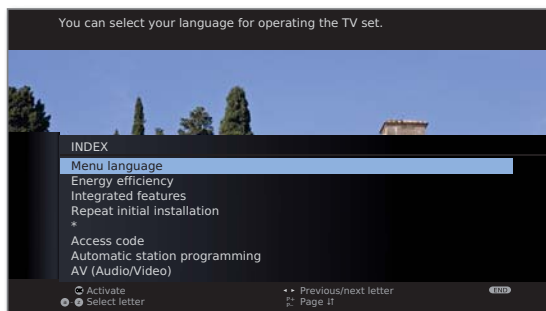 You can select your language for operating the TV set.
INDEX
Menu language
Energy efficiency
Integrated features
Repeat initial installation
*
Access code
Automatic station programming
AV (Audio/Video)
OK Activate ◂ ▸ Previous/next letter END
Select letter P+ P– Page ↓↑